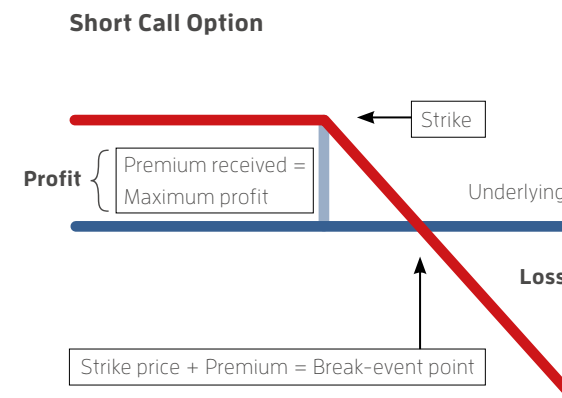 Short Call Option
Strike
Profit
Premium received =
Maximum profit
Underlying
Loss
Strike price + Premium = Break-event point